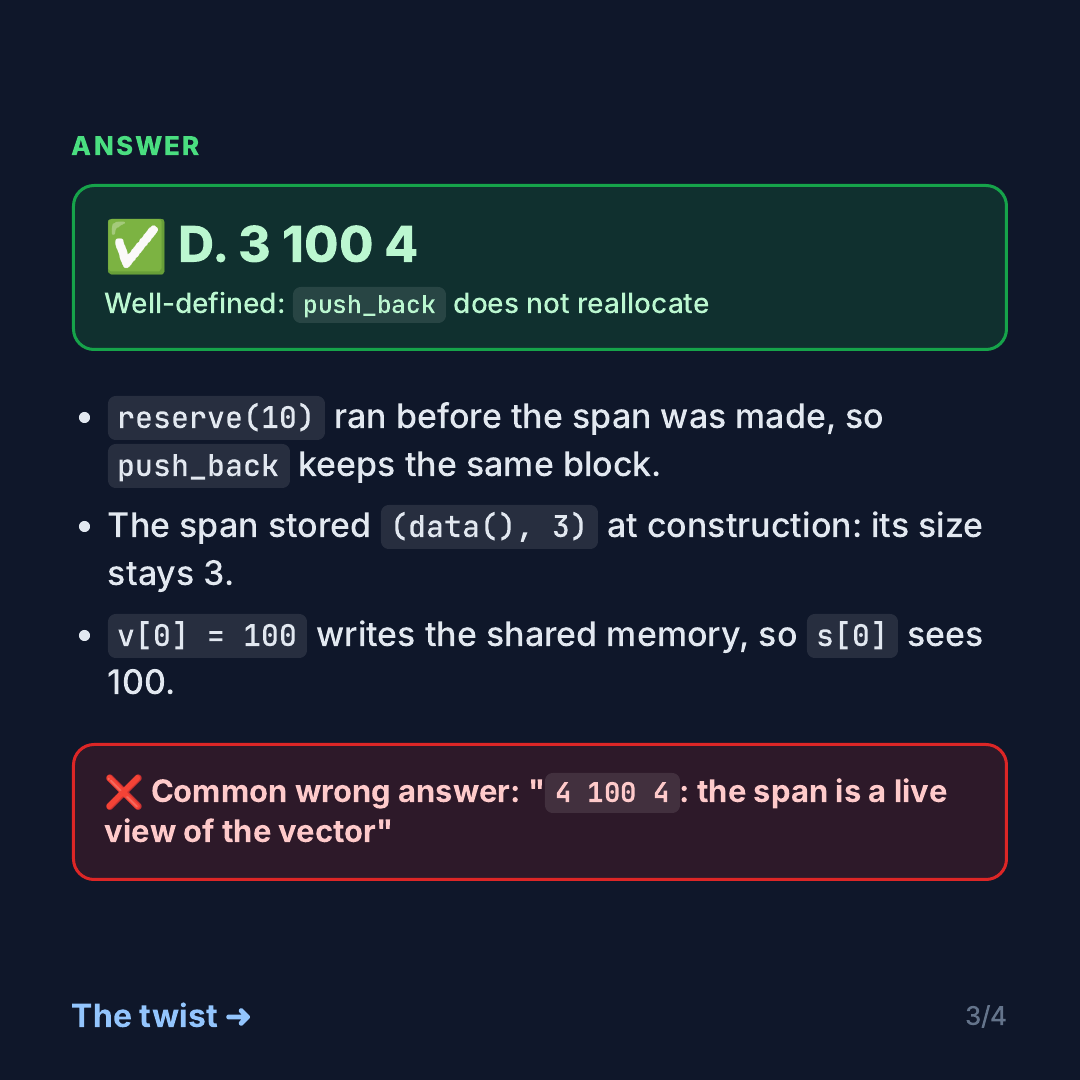 ANSWER
✅ D. 3 100 4
Well-defined: push_back does not reallocate
• reserve(10) ran before the span was made, so
push_back keeps the same block.
• The span stored (data(), 3) at construction: its size
stays 3.
• v[0] = 100 writes the shared memory, so s[0] sees
100.
❌ Common wrong answer: "4 100 4: the span is a live
view of the vector"
The twist ➜
3/4